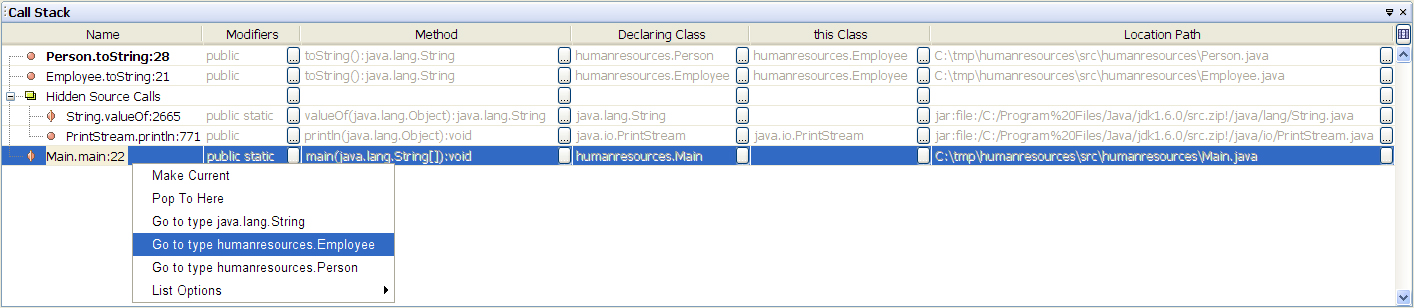 Call Stack
Name Modifiers Method Declaring Class this Class Location Path
Person.toString:28 public ... toString():java.lang.String ... humanresources.Person ... humanresources.Employee ... C:\tmp\humanresources\src\humanresources\Person.java ...
Employee.toString:21 public ... toString():java.lang.String ... humanresources.Employee ... humanresources.Employee ... C:\tmp\humanresources\src\humanresources\Employee.java ...
Hidden Source Calls ... ... ... ... ...
String.valueOf:2665 public static ... valueOf(java.lang.Object):java.lang.String ... java.lang.String ... ... jar:file:/C:/Program%20Files/Java/jdk1.6.0/src.zip!/java/lang/String.java ...
PrintStream.println:771 public ... println(java.lang.Object):void ... java.io.PrintStream ... java.io.PrintStream ... jar:file:/C:/Program%20Files/Java/jdk1.6.0/src.zip!/java/io/PrintStream.java ...
Main.main:22 public static ... main(java.lang.String[]):void ... humanresources.Main ... ... C:\tmp\humanresources\src\humanresources\Main.java ...
Make Current
Pop To Here
Go to type java.lang.String
Go to type humanresources.Employee
Go to type humanresources.Person
List Options